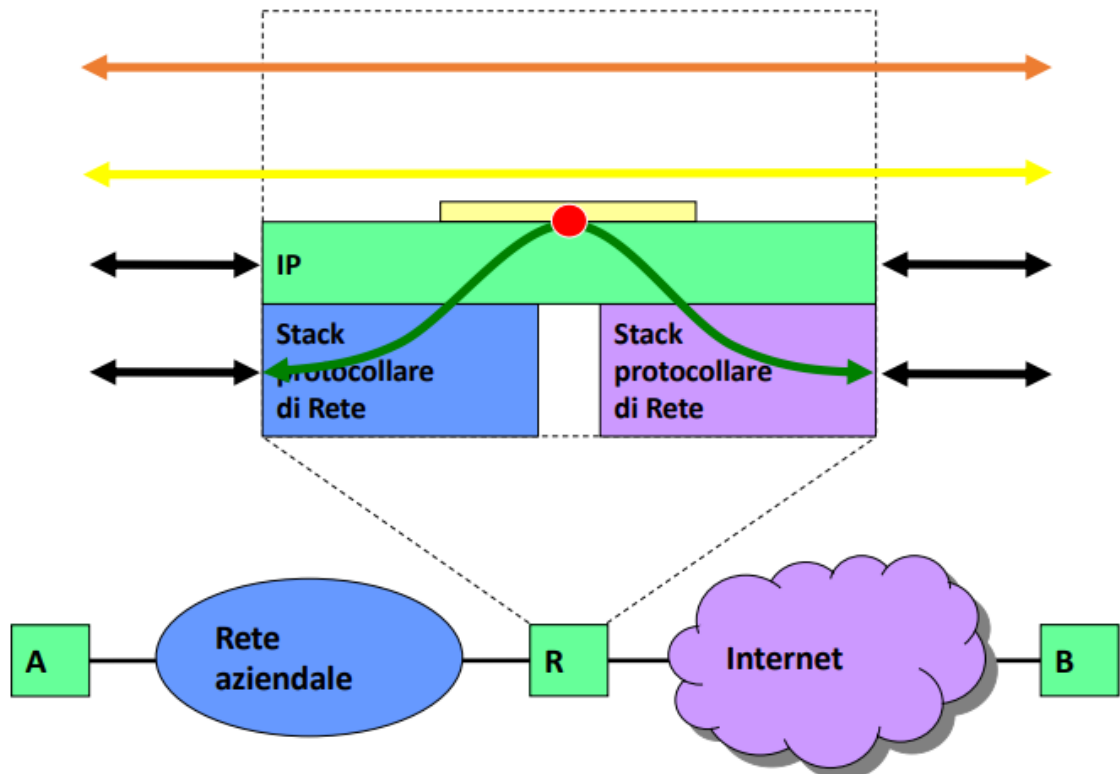 IP
Stack
protocollare
di Rete
Stack
protocollare
di Rete
A
Rete
aziendale
R
Internet
B